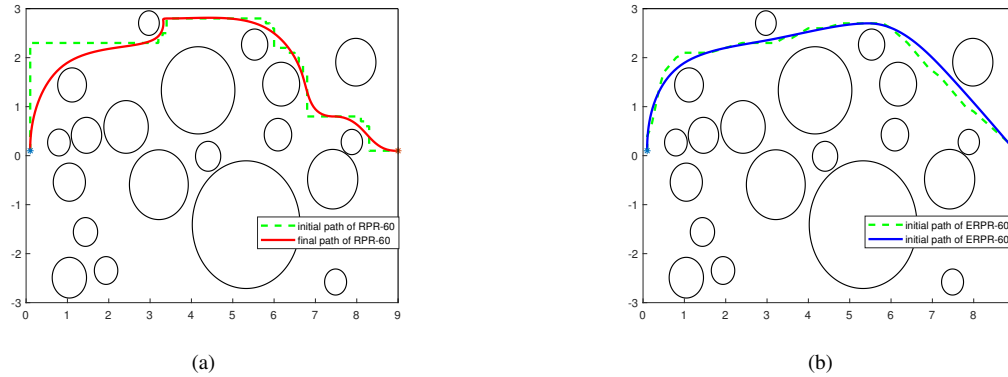 3
2
1
0
-1
-2
-3
0 1 2 3 4 5 6 7 8 9
initial path of RPR-60
final path of RPR-60
(a)
3
2
1
0
-1
-2
-3
0 1 2 3 4 5 6 7 8
initial path of ERPR-60
initial path of ERPR-60
(b)